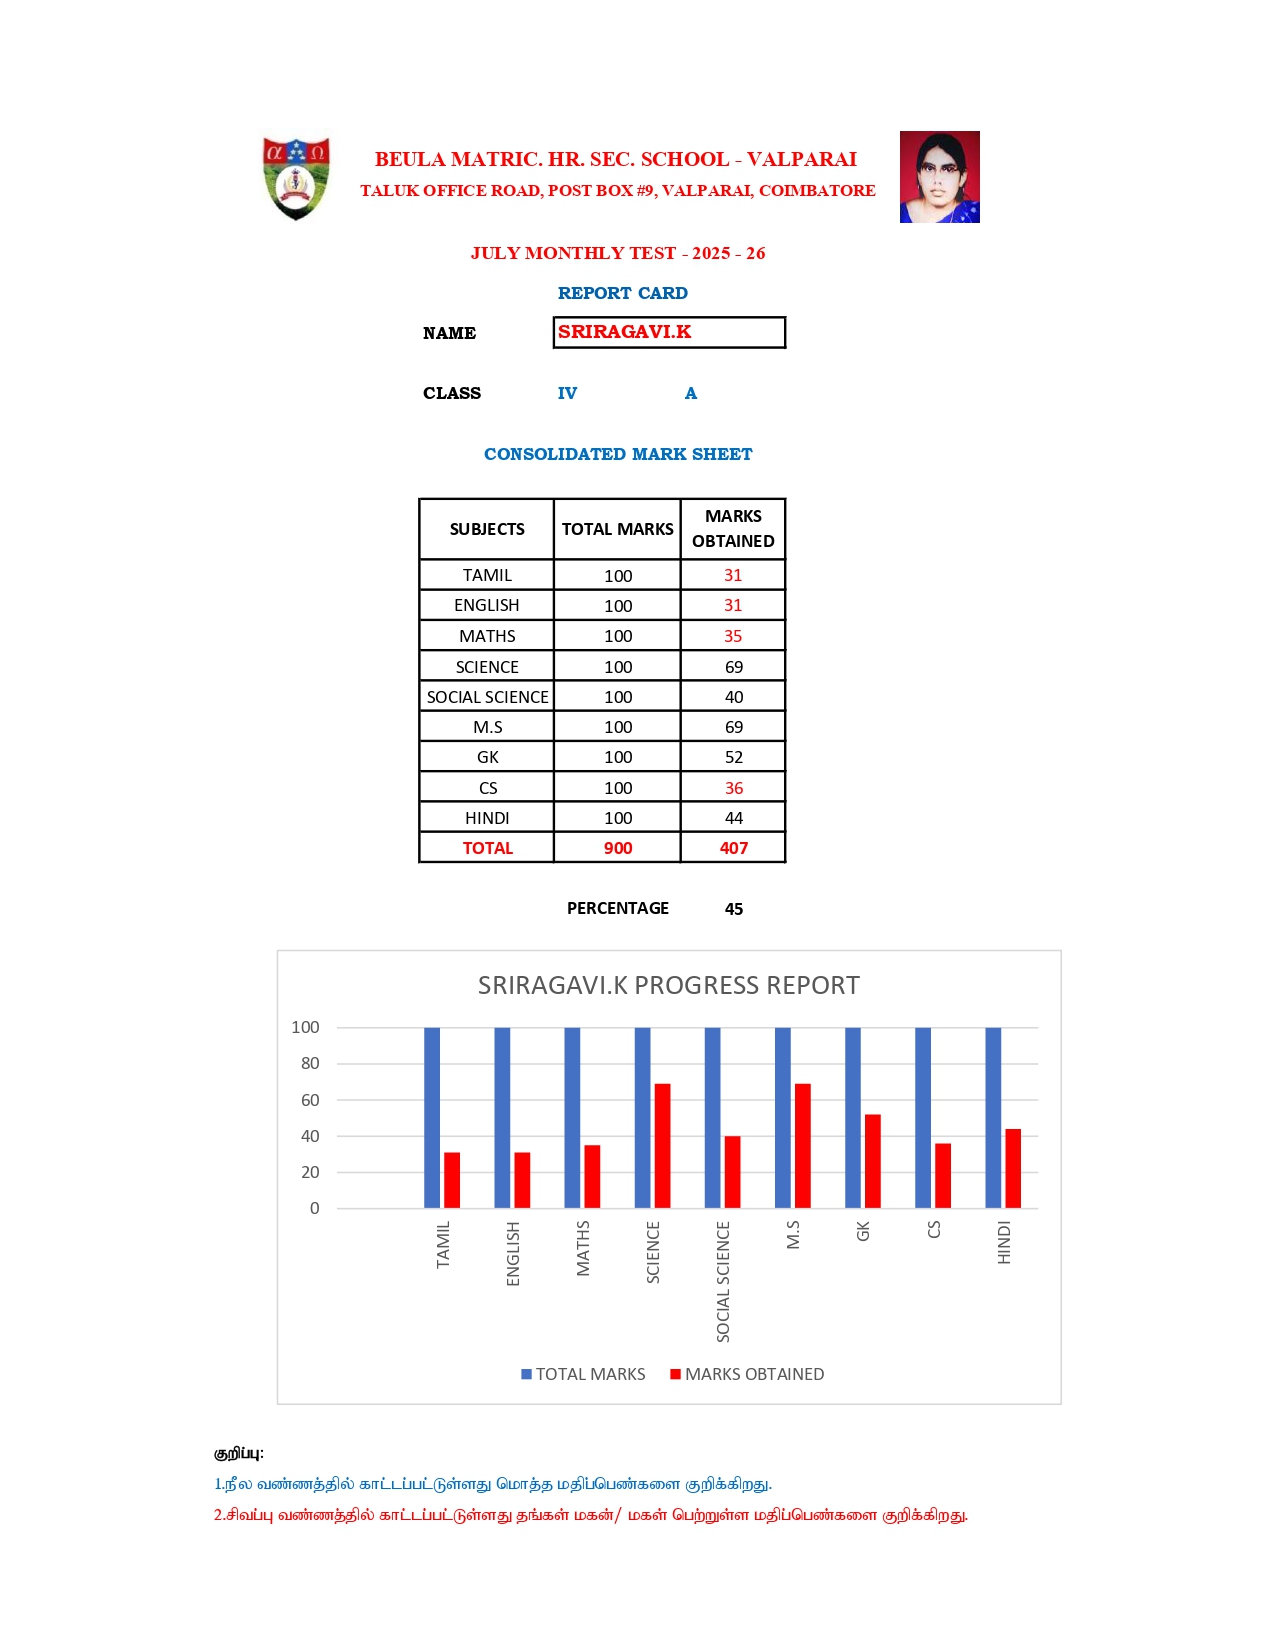 α Ω
BEULA MATRIC. HR. SEC. SCHOOL - VALPARAI
TALUK OFFICE ROAD, POST BOX #9, VALPARAI, COIMBATORE
JULY MONTHLY TEST - 2025 - 26
REPORT CARD
NAME SRIRAGAVI.K
CLASS IV A
CONSOLIDATED MARK SHEET
SUBJECTS TOTAL MARKS MARKS OBTAINED
TAMIL 100 31
ENGLISH 100 31
MATHS 100 35
SCIENCE 100 69
SOCIAL SCIENCE 100 40
M.S 100 69
GK 100 52
CS 100 36
HINDI 100 44
TOTAL 900 407
PERCENTAGE 45
SRIRAGAVI.K PROGRESS REPORT
100
80
60
40
20
0
TAMIL ENGLISH MATHS SCIENCE SOCIAL SCIENCE M.S GK CS HINDI
TOTAL MARKS MARKS OBTAINED
குறிப்பு:
1.நீல வண்ணத்தில் காட்டப்பட்டுள்ளது மொத்த மதிப்பெண்களை குறிக்கிறது.
2.சிவப்பு வண்ணத்தில் காட்டப்பட்டுள்ளது தங்கள் மகன்/ மகள் பெற்றுள்ள மதிப்பெண்களை குறிக்கிறது.